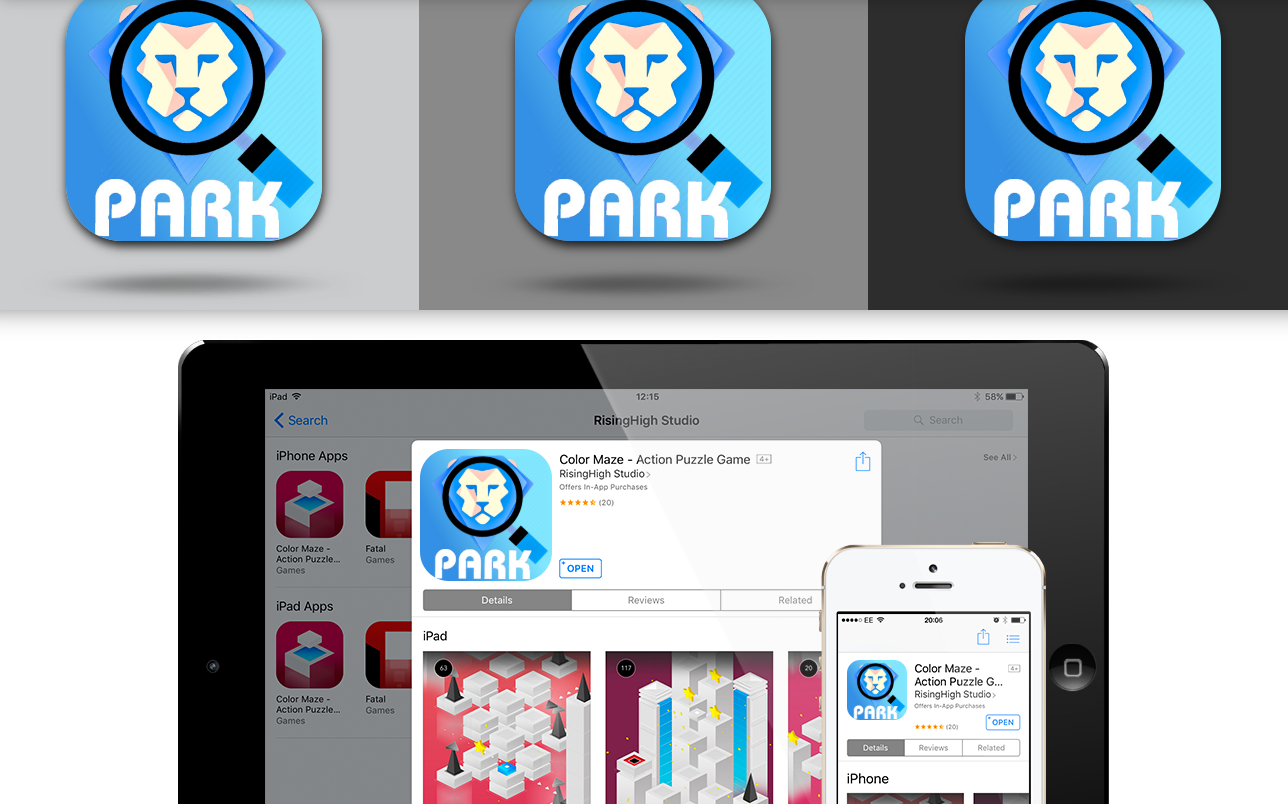 PARK
PARK
PARK
iPad
12:15
58%
Search
RisingHigh Studio
Search
iPhone Apps
See All
Color Maze - Action Puzzle Game
4+
RisingHigh Studio
Offers In-App Purchases
(20)
PARK
OPEN
Color Maze -
Action Puzzle...
Games
Fatal
Games
Details
Reviews
Related
iPad Apps
iPad
63
117
20
Color Maze -
Action Puzzle...
Games
Fatal
Games
EE
20:06
Color Maze -
4+
Action Puzzle G...
RisingHigh Studio
Offers In-App Purchases
PARK
(20)
OPEN
Details
Reviews
Related
iPhone